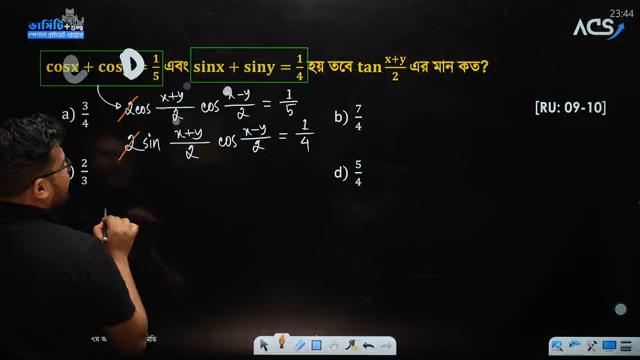 ভার্সিটি +প্লাস
স্পেশাল প্রাইভেট প্রোগ্রাম
23:44
ACS
cosx + cos = 1/5 এবং sinx + siny = 1/4 হয় তবে tan (x+y)/2 এর মান কত?
[RU: 09-10]
2cos (x+y)/2 cos (x-y)/2 = 1/5
a) 3/4
b) 7/4
2 sin (x+y)/2 cos (x-y)/2 = 1/4
) 2/3
d) 5/4